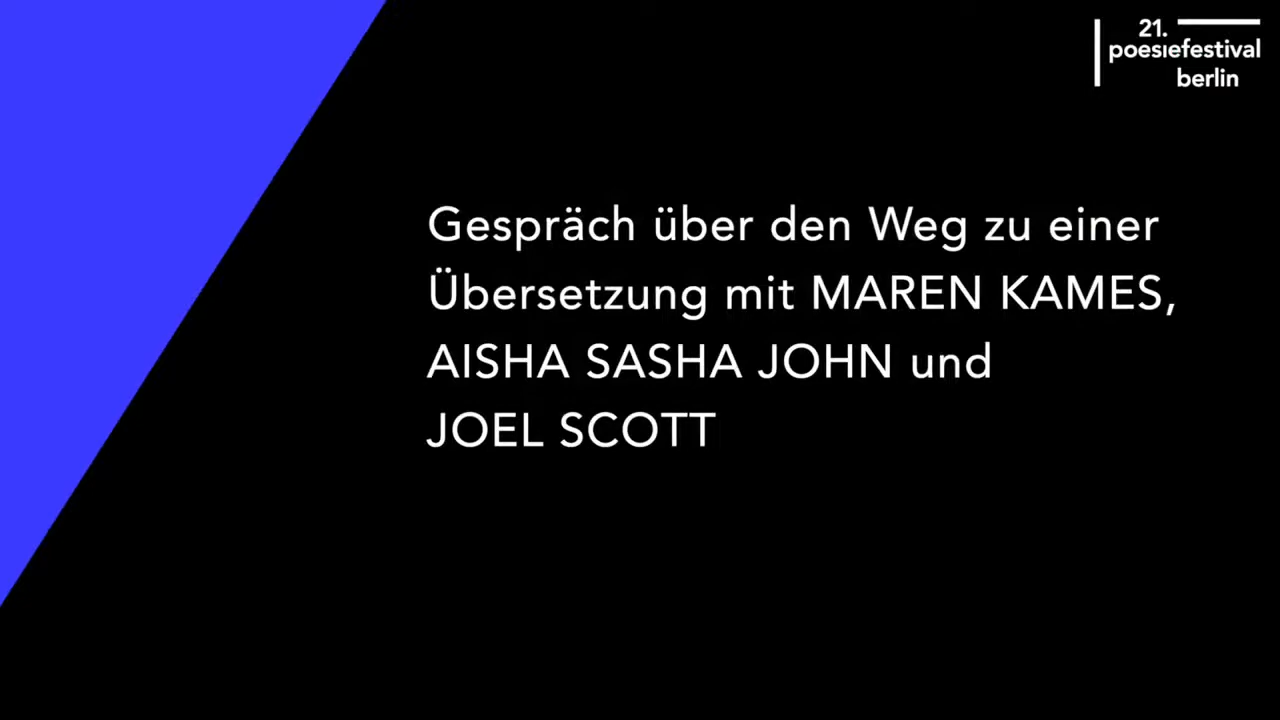 21.
poesiefestival
berlin
Gespräch über den Weg zu einer
Übersetzung mit MAREN KAMES,
AISHA SASHA JOHN und
JOEL SCOTT